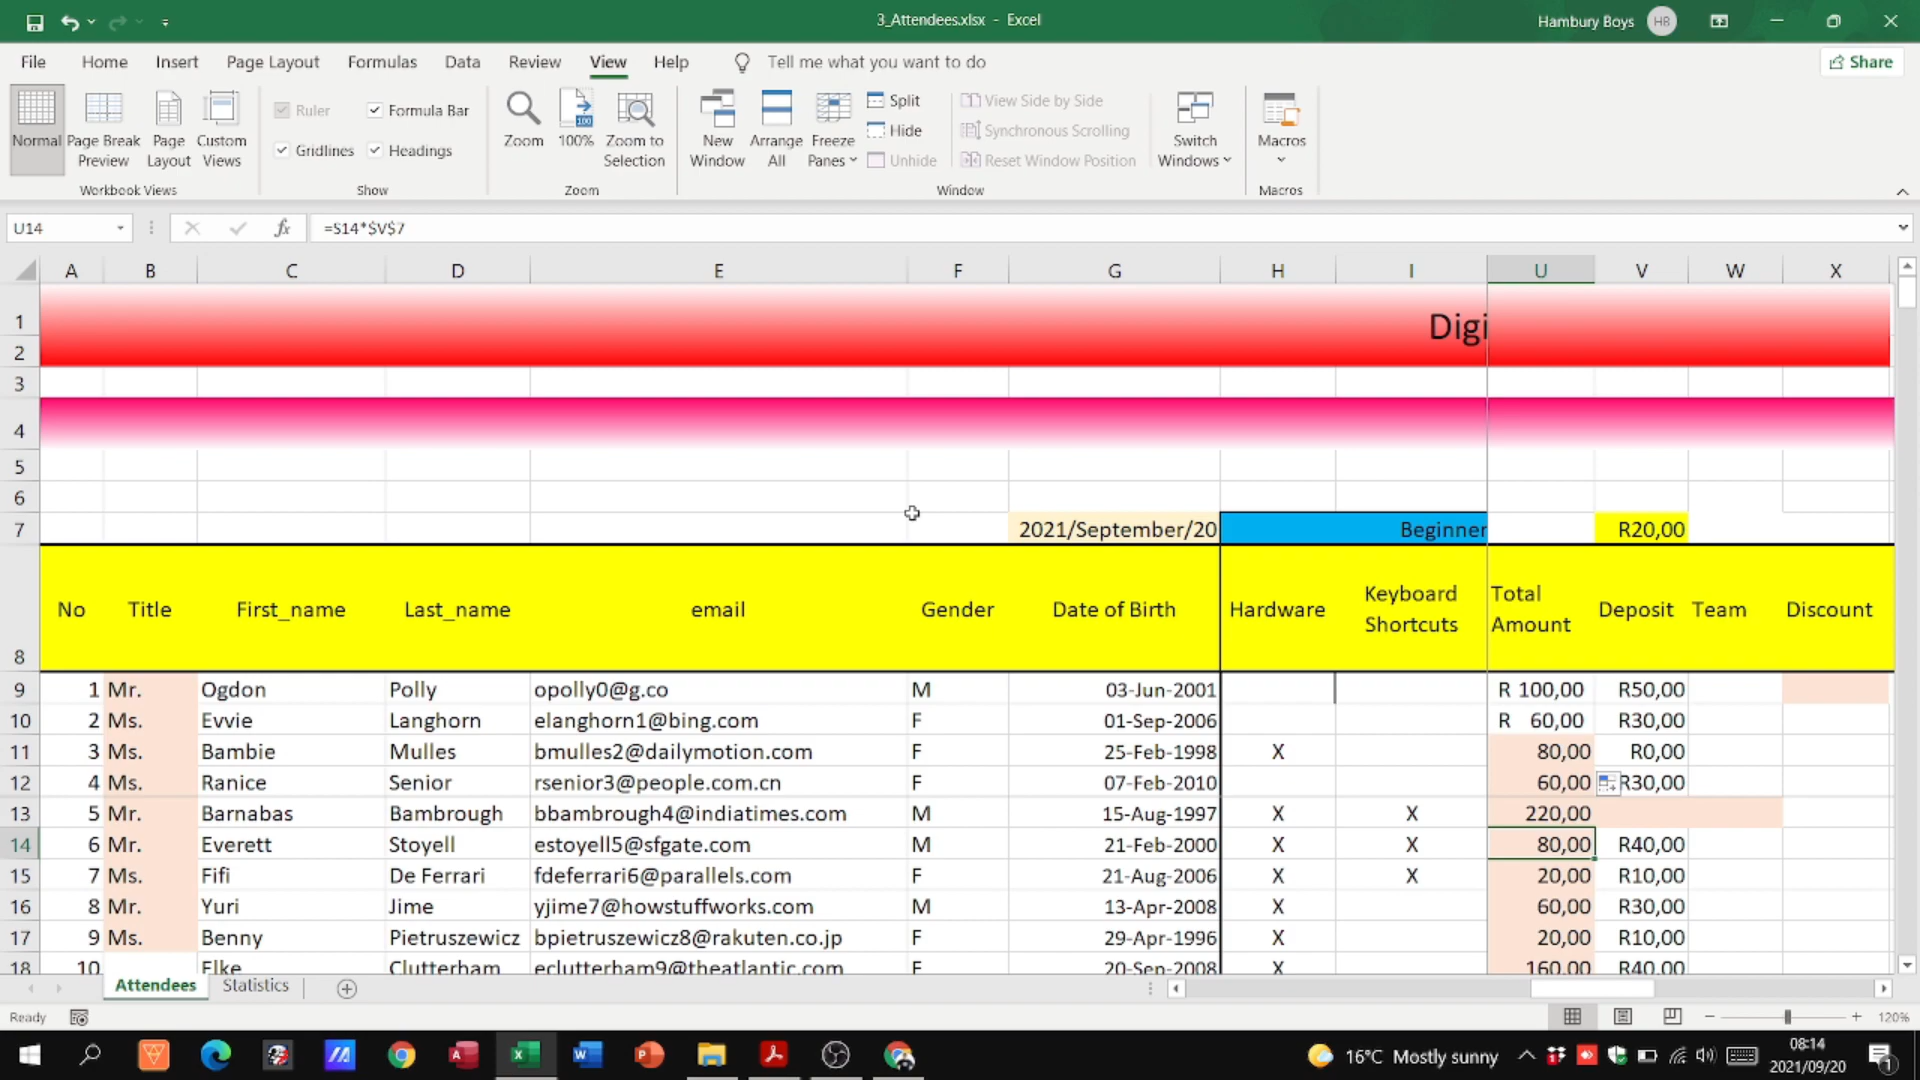 3_Attendees.xlsx - Excel
Hambury Boys HB
File Home Insert Page Layout Formulas Data Review View Help Tell me what you want to do Share
Normal Page Break Preview Page Layout Custom Views
Workbook Views
Ruler Formula Bar
Gridlines Headings
Show
Zoom 100% Zoom to Selection
Zoom
New Window Arrange All Freeze Panes
Split View Side by Side
Hide Synchronous Scrolling
Unhide Reset Window Position
Switch Windows
Window
Macros
Macros
U14 fx =S14*$V$7
A B C D E F G H I U V W X
1 Digi
2
3
4
5
6
7 2021/September/20 Beginner R20,00
8 No Title First_name Last_name email Gender Date of Birth Hardware Keyboard Shortcuts Total Amount Deposit Team Discount
9 1 Mr. Ogdon Polly opolly0@g.co M 03-Jun-2001 R 100,00 R50,00
10 2 Ms. Evvie Langhorn elanghorn1@bing.com F 01-Sep-2006 R 60,00 R30,00
11 3 Ms. Bambie Mulles bmulles2@dailymotion.com F 25-Feb-1998 X 80,00 R0,00
12 4 Ms. Ranice Senior rsenior3@people.com.cn F 07-Feb-2010 60,00 R30,00
13 5 Mr. Barnabas Bambrough bbambrough4@indiatimes.com M 15-Aug-1997 X X 220,00
14 6 Mr. Everett Stoyell estoyell5@sfgate.com M 21-Feb-2000 X X 80,00 R40,00
15 7 Ms. Fifi De Ferrari fdeferrari6@parallels.com F 21-Aug-2006 X X 20,00 R10,00
16 8 Mr. Yuri Jime yjime7@howstuffworks.com M 13-Apr-2008 X 60,00 R30,00
17 9 Ms. Benny Pietruszewicz bpietruszewicz8@rakuten.co.jp F 29-Apr-1996 X 20,00 R10,00
18 10 Elke Clutterham eclutterham9@theatlantic.com F 20-Sep-2008 X 160,00 R40,00
Attendees Statistics
Ready 120%
16°C Mostly sunny 08:14
2021/09/20 1